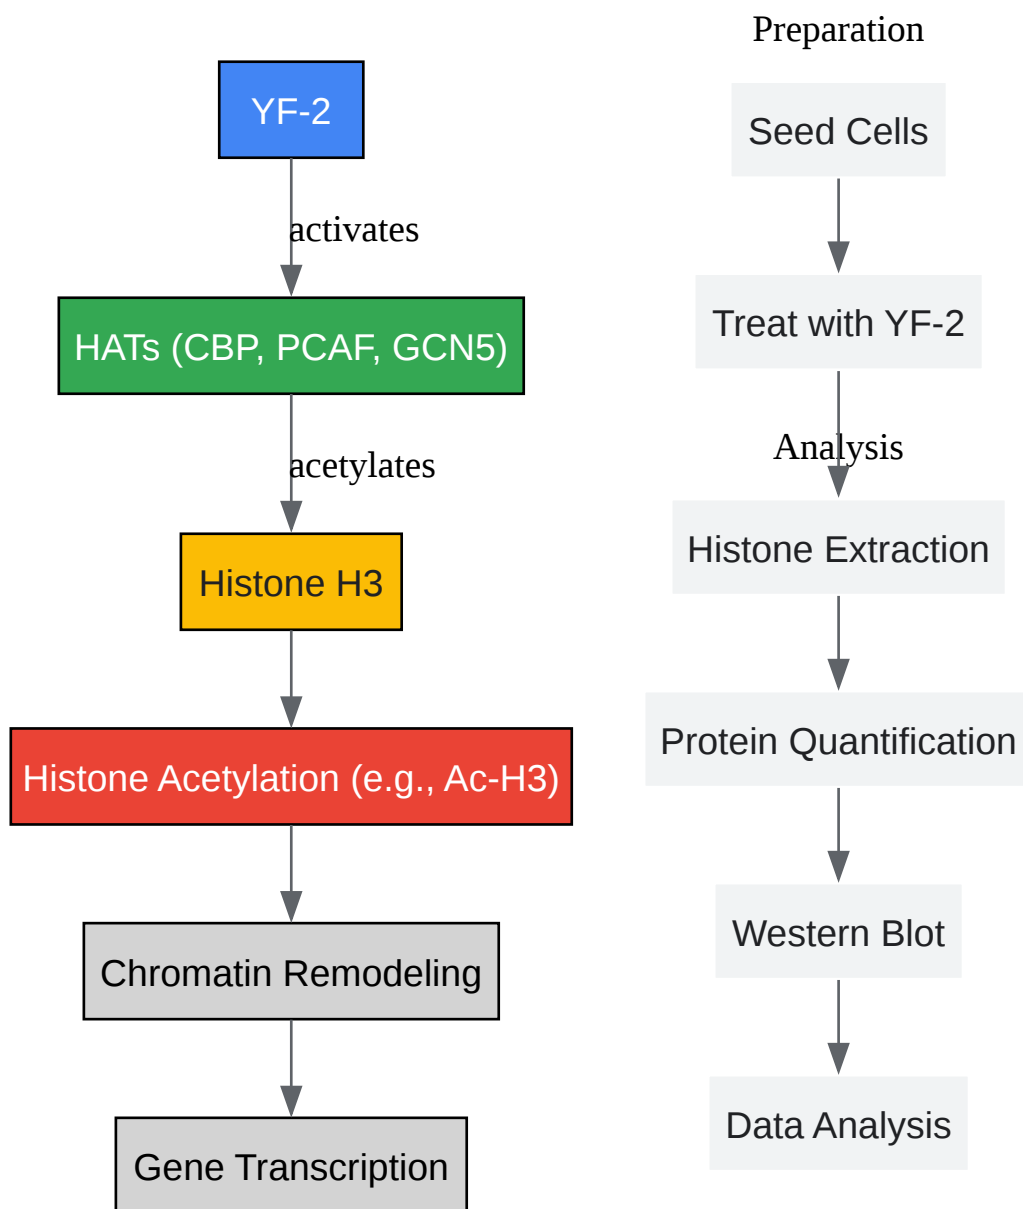 YF-2
activates
HATs (CBP, PCAF, GCN5)
acetylates
Histone H3
Histone Acetylation (e.g., Ac-H3)
Chromatin Remodeling
Gene Transcription
Preparation
Seed Cells
Treat with YF-2
Analysis
Histone Extraction
Protein Quantification
Western Blot
Data Analysis